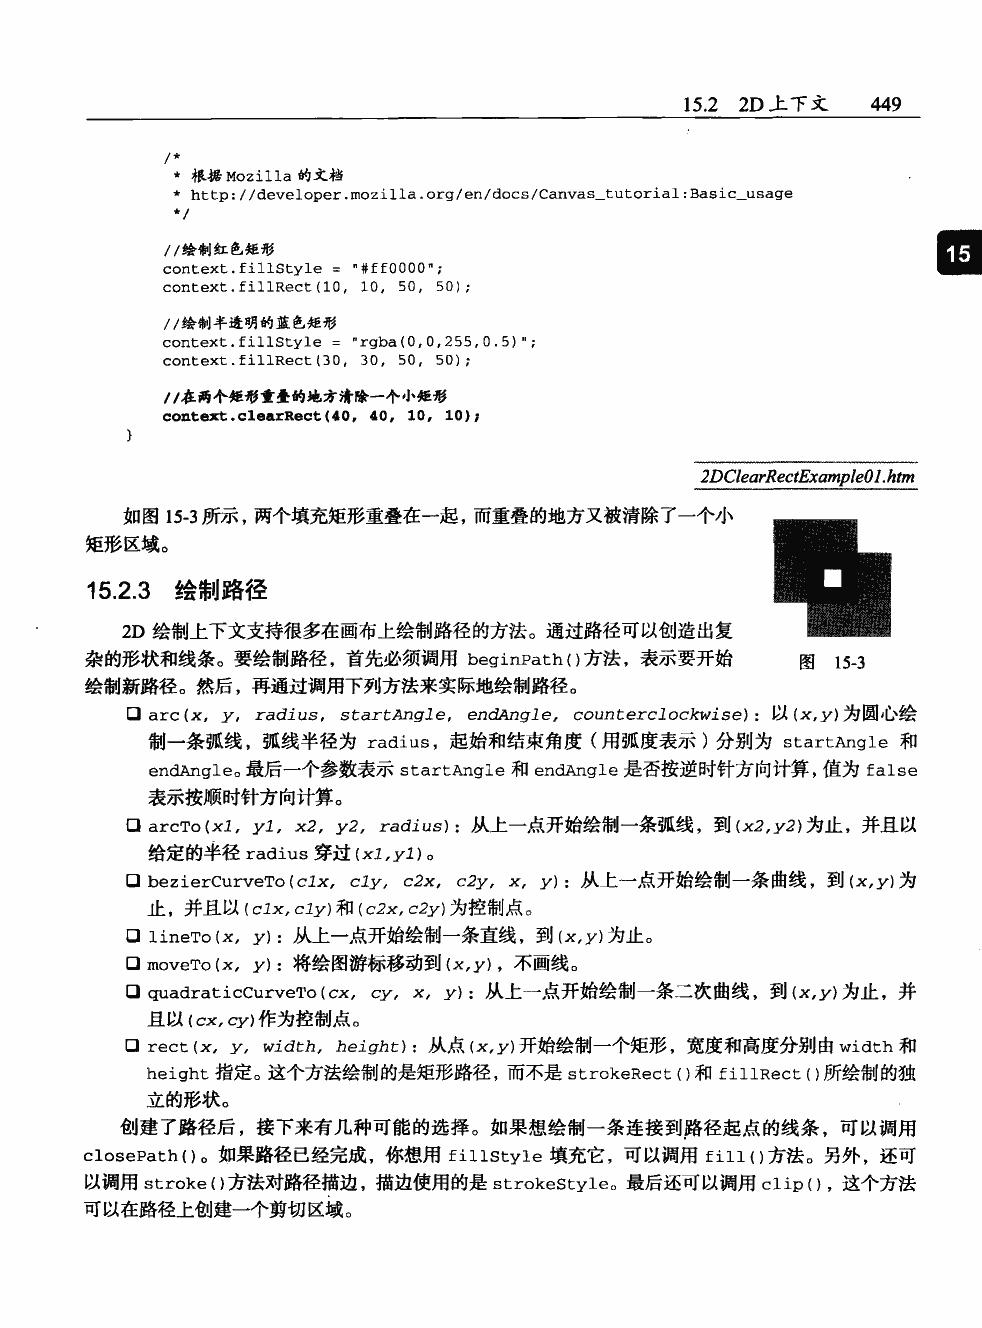 15.2 2D上下文 449
/*
* 根据Mozilla的文档
* http://developer.mozilla.org/en/docs/Canvas_tutorial:Basic_usage
*/
//绘制红色矩形
context.fillStyle = "#ff0000";
context.fillRect(10, 10, 50, 50);
15
//绘制半透明的蓝色矩形
context.fillStyle = "rgba(0,0,255,0.5)";
context.fillRect(30, 30, 50, 50);
//在两个矩形重叠的地方清除一个小矩形
context.clearRect(40, 40, 10, 10);
}
2DClearRectExample01.htm
如图15-3所示，两个填充矩形重叠在一起，而重叠的地方又被清除了一个小
矩形区域。
15.2.3 绘制路径
2D 绘制上下文支持很多在画布上绘制路径的方法。通过路径可以创造出复
杂的形状和线条。要绘制路径，首先必须调用 beginPath()方法，表示要开始
绘制新路径。然后，再通过调用下列方法来实际地绘制路径。
图 15-3
❑ arc(x, y, radius, startAngle, endAngle, counterclockwise)：以(x,y)为圆心绘
制一条弧线，弧线半径为 radius，起始和结束角度（用弧度表示）分别为 startAngle 和
endAngle。最后一个参数表示 startAngle 和 endAngle 是否按逆时针方向计算，值为 false
表示按顺时针方向计算。
❑ arcTo(x1, y1, x2, y2, radius)：从上一点开始绘制一条弧线，到(x2,y2)为止，并且以
给定的半径 radius 穿过(x1,y1)。
❑ bezierCurveTo(c1x, c1y, c2x, c2y, x, y)：从上一点开始绘制一条曲线，到(x,y)为
止，并且以(c1x,c1y)和(c2x,c2y)为控制点。
❑ lineTo(x, y)：从上一点开始绘制一条直线，到(x,y)为止。
❑ moveTo(x, y)：将绘图游标移动到(x,y)，不画线。
❑ quadraticCurveTo(cx, cy, x, y)：从上一点开始绘制一条二次曲线，到(x,y)为止，并
且以(cx,cy)作为控制点。
❑ rect(x, y, width, height)：从点(x,y)开始绘制一个矩形，宽度和高度分别由 width 和
height 指定。这个方法绘制的是矩形路径，而不是 strokeRect()和 fillRect()所绘制的独
立的形状。
创建了路径后，接下来有几种可能的选择。如果想绘制一条连接到路径起点的线条，可以调用
closePath()。如果路径已经完成，你想用 fillStyle 填充它，可以调用 fill()方法。另外，还可
以调用 stroke()方法对路径描边，描边使用的是 strokeStyle。最后还可以调用 clip()，这个方法
可以在路径上创建一个剪切区域。